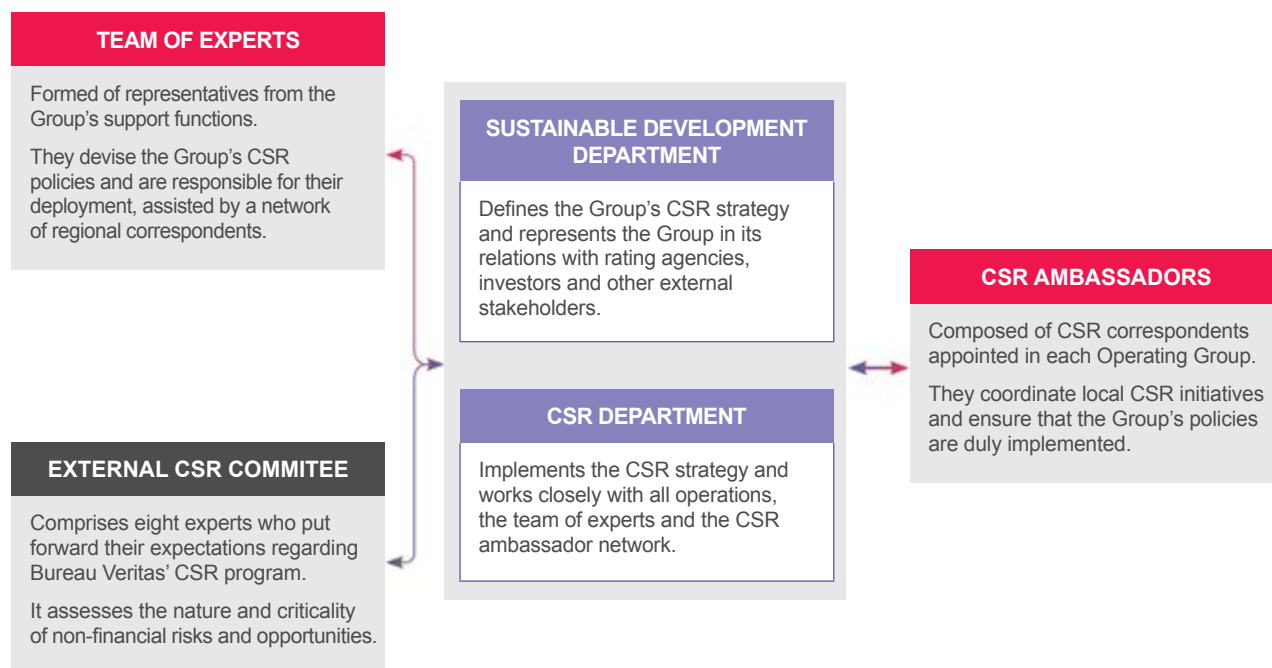 TEAM OF EXPERTS
Formed of representatives from the
Group’s support functions.
They devise the Group’s CSR
policies and are responsible for their
deployment, assisted by a network
of regional correspondents.
EXTERNAL CSR COMMITEE
Comprises eight experts who put
forward their expectations regarding
Bureau Veritas’ CSR program.
It assesses the nature and criticality
of non-financial risks and opportunities.
SUSTAINABLE DEVELOPMENT
DEPARTMENT
Defines the Group’s CSR strategy
and represents the Group in its
relations with rating agencies,
investors and other external
stakeholders.
CSR DEPARTMENT
Implements the CSR strategy and
works closely with all operations,
the team of experts and the CSR
ambassador network.
CSR AMBASSADORS
Composed of CSR correspondents
appointed in each Operating Group.
They coordinate local CSR initiatives
and ensure that the Group’s policies
are duly implemented.